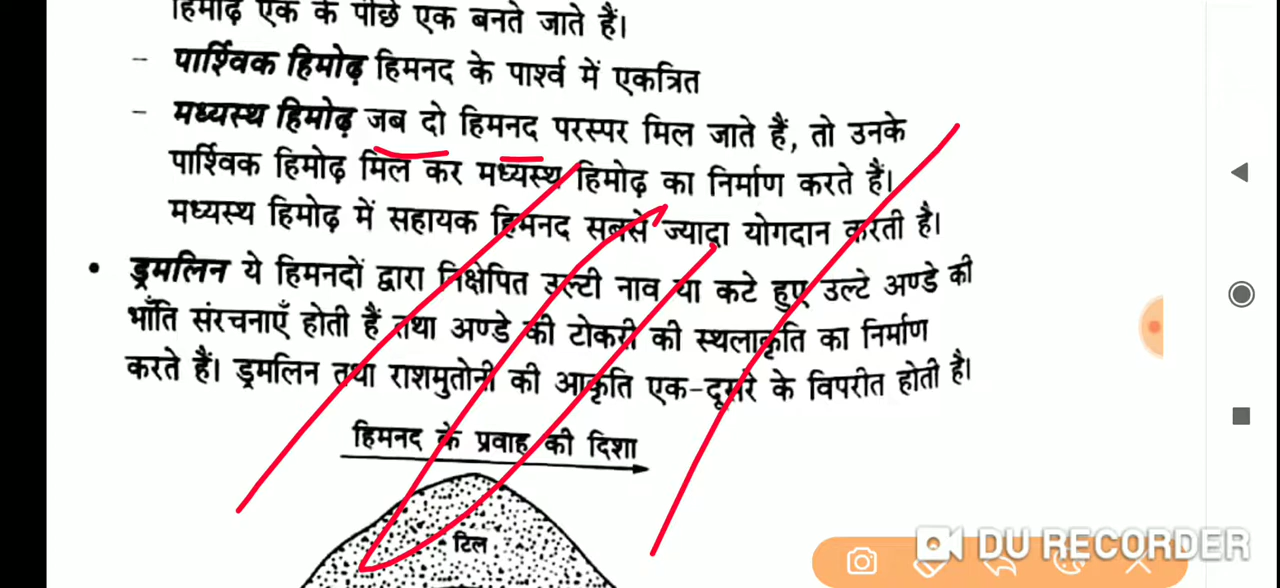 हिमोढ़ एक के पीछे एक बनते जाते हैं।
– पार्श्विक हिमोढ़ हिमनद के पार्श्व में एकत्रित
– मध्यस्थ हिमोढ़ जब दो हिमनद परस्पर मिल जाते हैं, तो उनके
पार्श्विक हिमोढ़ मिल कर मध्यस्थ हिमोढ़ का निर्माण करते हैं।
मध्यस्थ हिमोढ़ में सहायक हिमनद सबसे ज्यादा योगदान करती है।
• ड्रमलिन ये हिमनदों द्वारा निक्षेपित उल्टी नाव या कटे हुए उल्टे अण्डे की
भाँति संरचनाएँ होती हैं तथा अण्डे की टोकरी की स्थलाकृति का निर्माण
करते हैं। ड्रमलिन तथा राशमुतोनी की आकृति एक-दूसरे के विपरीत होती है।
हिमनद के प्रवाह की दिशा
टिल
DU RECORDER